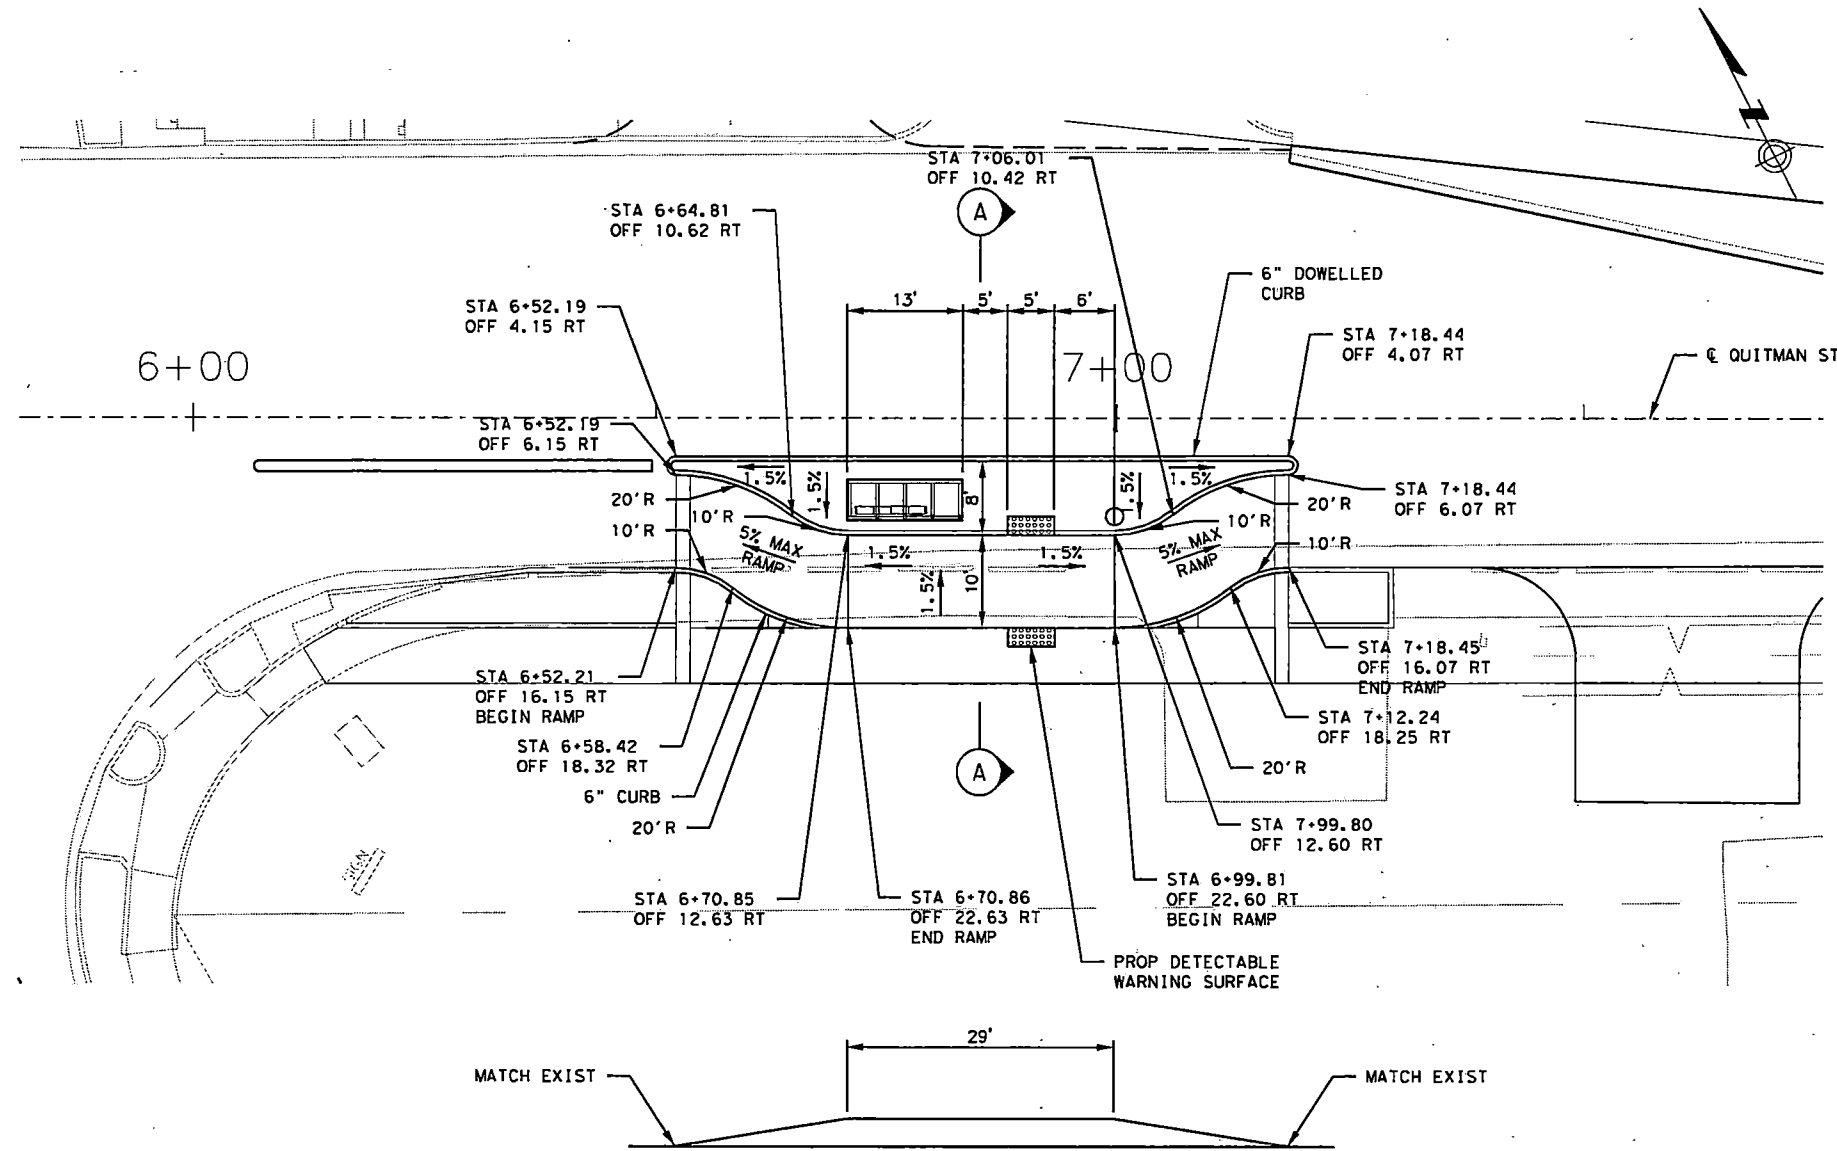 STA 7+06.01
OFF 10.42 RT
STA 6+64.81
OFF 10.62 RT
A
6" DOWELLED
CURB
13'
5'
5'
6'
STA 6+52.19
OFF 4.15 RT
STA 7+18.44
OFF 4.07 RT
6+00
7+00
℄ QUITMAN ST
STA 6+52.19
OFF 6.15 RT
1.5%
1.5%
8'
1.5%
1.5%
20'R
20'R
STA 7+18.44
OFF 6.07 RT
10'R
10'R
10'R
10'R
5% MAX
RAMP
1.5%
1.5%
5% MAX
RAMP
1.5%
10'
STA 6+52.21
OFF 16.15 RT
BEGIN RAMP
STA 7+18.45
OFF 16.07 RT
END RAMP
STA 6+58.42
OFF 18.32 RT
STA 7+12.24
OFF 18.25 RT
A
20'R
6" CURB
20'R
STA 7+99.80
OFF 12.60 RT
SIGN
STA 6+70.85
OFF 12.63 RT
STA 6+70.86
OFF 22.63 RT
END RAMP
STA 6+99.81
OFF 22.60 RT
BEGIN RAMP
PROP DETECTABLE
WARNING SURFACE
29'
MATCH EXIST
MATCH EXIST